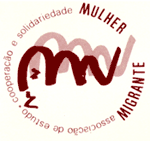 MULHER
MIGRANTE
associação de estudo · cooperação e solidariedade